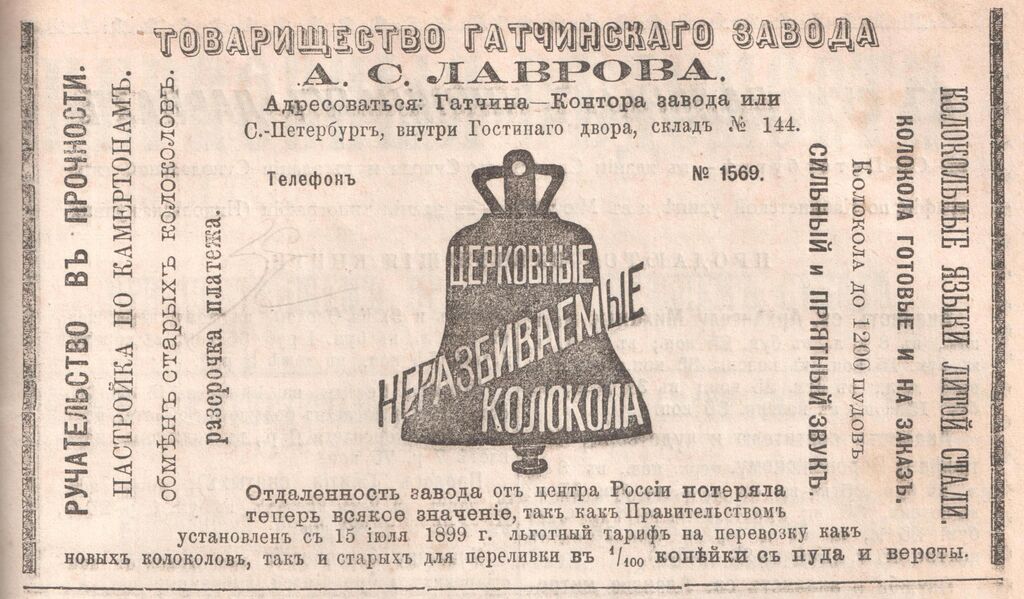 ТОВАРИЩЕСТВО ГАТЧИНСКАГО ЗАВОДА
А. С. ЛАВРОВА.
Адресоваться: Гатчина—Контора завода или
С.-Петербургъ, внутри Гостинаго двора, складъ № 144.
Телефонъ № 1569.
РУЧАТЕЛЬСТВО ВЪ ПРОЧНОСТИ.
НАСТРОЙКА ПО КАМЕРТОНАМЪ.
обмѣнъ старыхъ колоколовъ.
разсрочка платежа.
ЦЕРКОВНЫЕ
НЕРАЗБИВАЕМЫЕ
КОЛОКОЛА
СИЛЬНЫЙ И ПРІЯТНЫЙ ЗВУКЪ
Колокола до 1200 пудовъ
КОЛОКОЛА ГОТОВЫЕ И НА ЗАКАЗЪ.
КОЛОКОЛЬНЫЕ ЯЗЫКИ ЛИТОЙ СТАЛИ.
Отдаленность завода отъ центра Россіи потеряла
теперь всякое значеніе, такъ какъ Правительствомъ
установленъ съ 15 іюля 1899 г. льготный тарифъ на перевозку какъ
новыхъ колоколовъ, такъ и старыхъ для переливки въ 1/100 копѣйки съ пуда и версты.